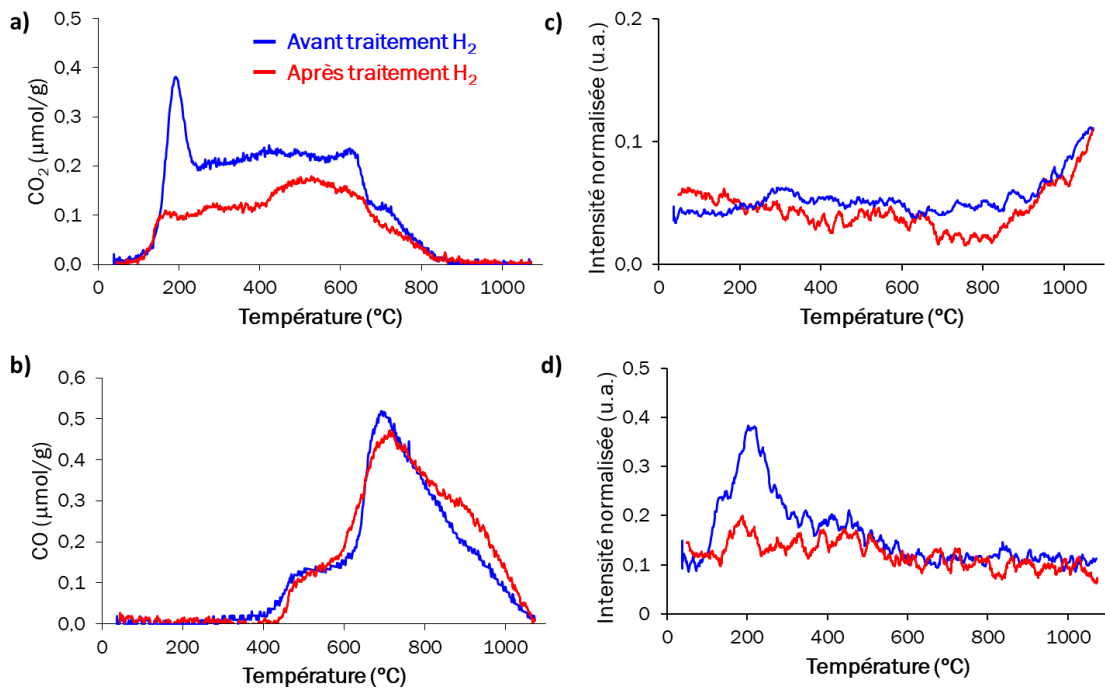 a)
CO₂ (µmol/g)
0,5
0,4
0,3
0,2
0,1
0,0
Avant traitement H₂
Après traitement H₂
0 200 400 600 800 1000
Température (°C)
c)
Intensité normalisée (u.a.)
0,2
0,1
0,0
0 200 400 600 800 1000
Température (°C)
b)
CO (µmol/g)
0,6
0,5
0,4
0,3
0,2
0,1
0,0
0 200 400 600 800 1000
Température (°C)
d)
Intensité normalisée (u.a.)
0,5
0,4
0,3
0,2
0,1
0
0 200 400 600 800 1000
Température (°C)